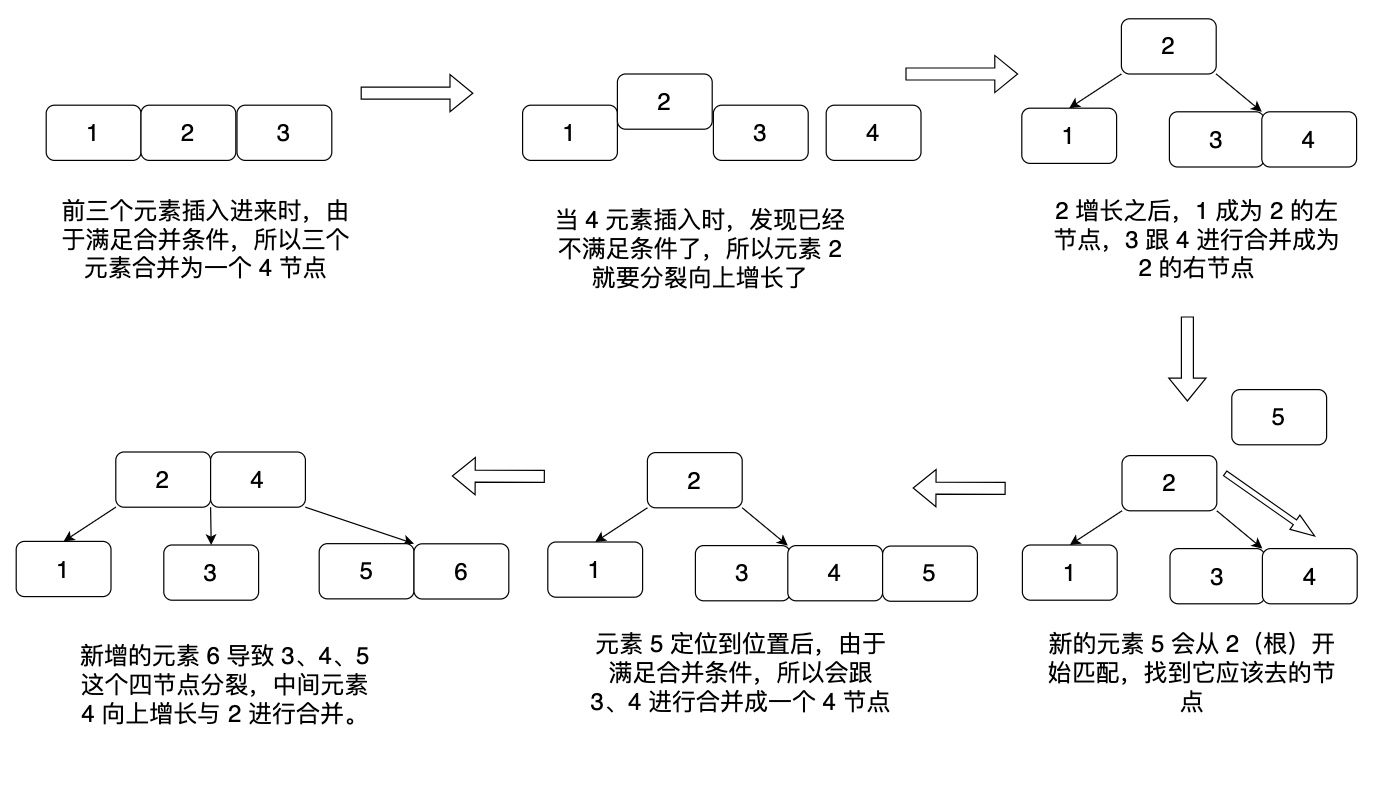 1 2 3
前三个元素插入进来时，由
于满足合并条件，所以三个
元素合并为一个 4 节点
2
1 3 4
当 4 元素插入时，发现已经
不满足条件了，所以元素 2
就要分裂向上增长了
2
1 3 4
2 增长之后，1 成为 2 的左
节点，3 跟 4 进行合并成为
2 的右节点
5
2
1 3 4
新的元素 5 会从 2（根）开
始匹配，找到它应该去的节
点
2
1 3 4 5
元素 5 定位到位置后，由于
满足合并条件，所以会跟
3、4 进行合并成一个 4 节点
2 4
1 3 5 6
新增的元素 6 导致 3、4、5
这个四节点分裂，中间元素
4 向上增长与 2 进行合并。